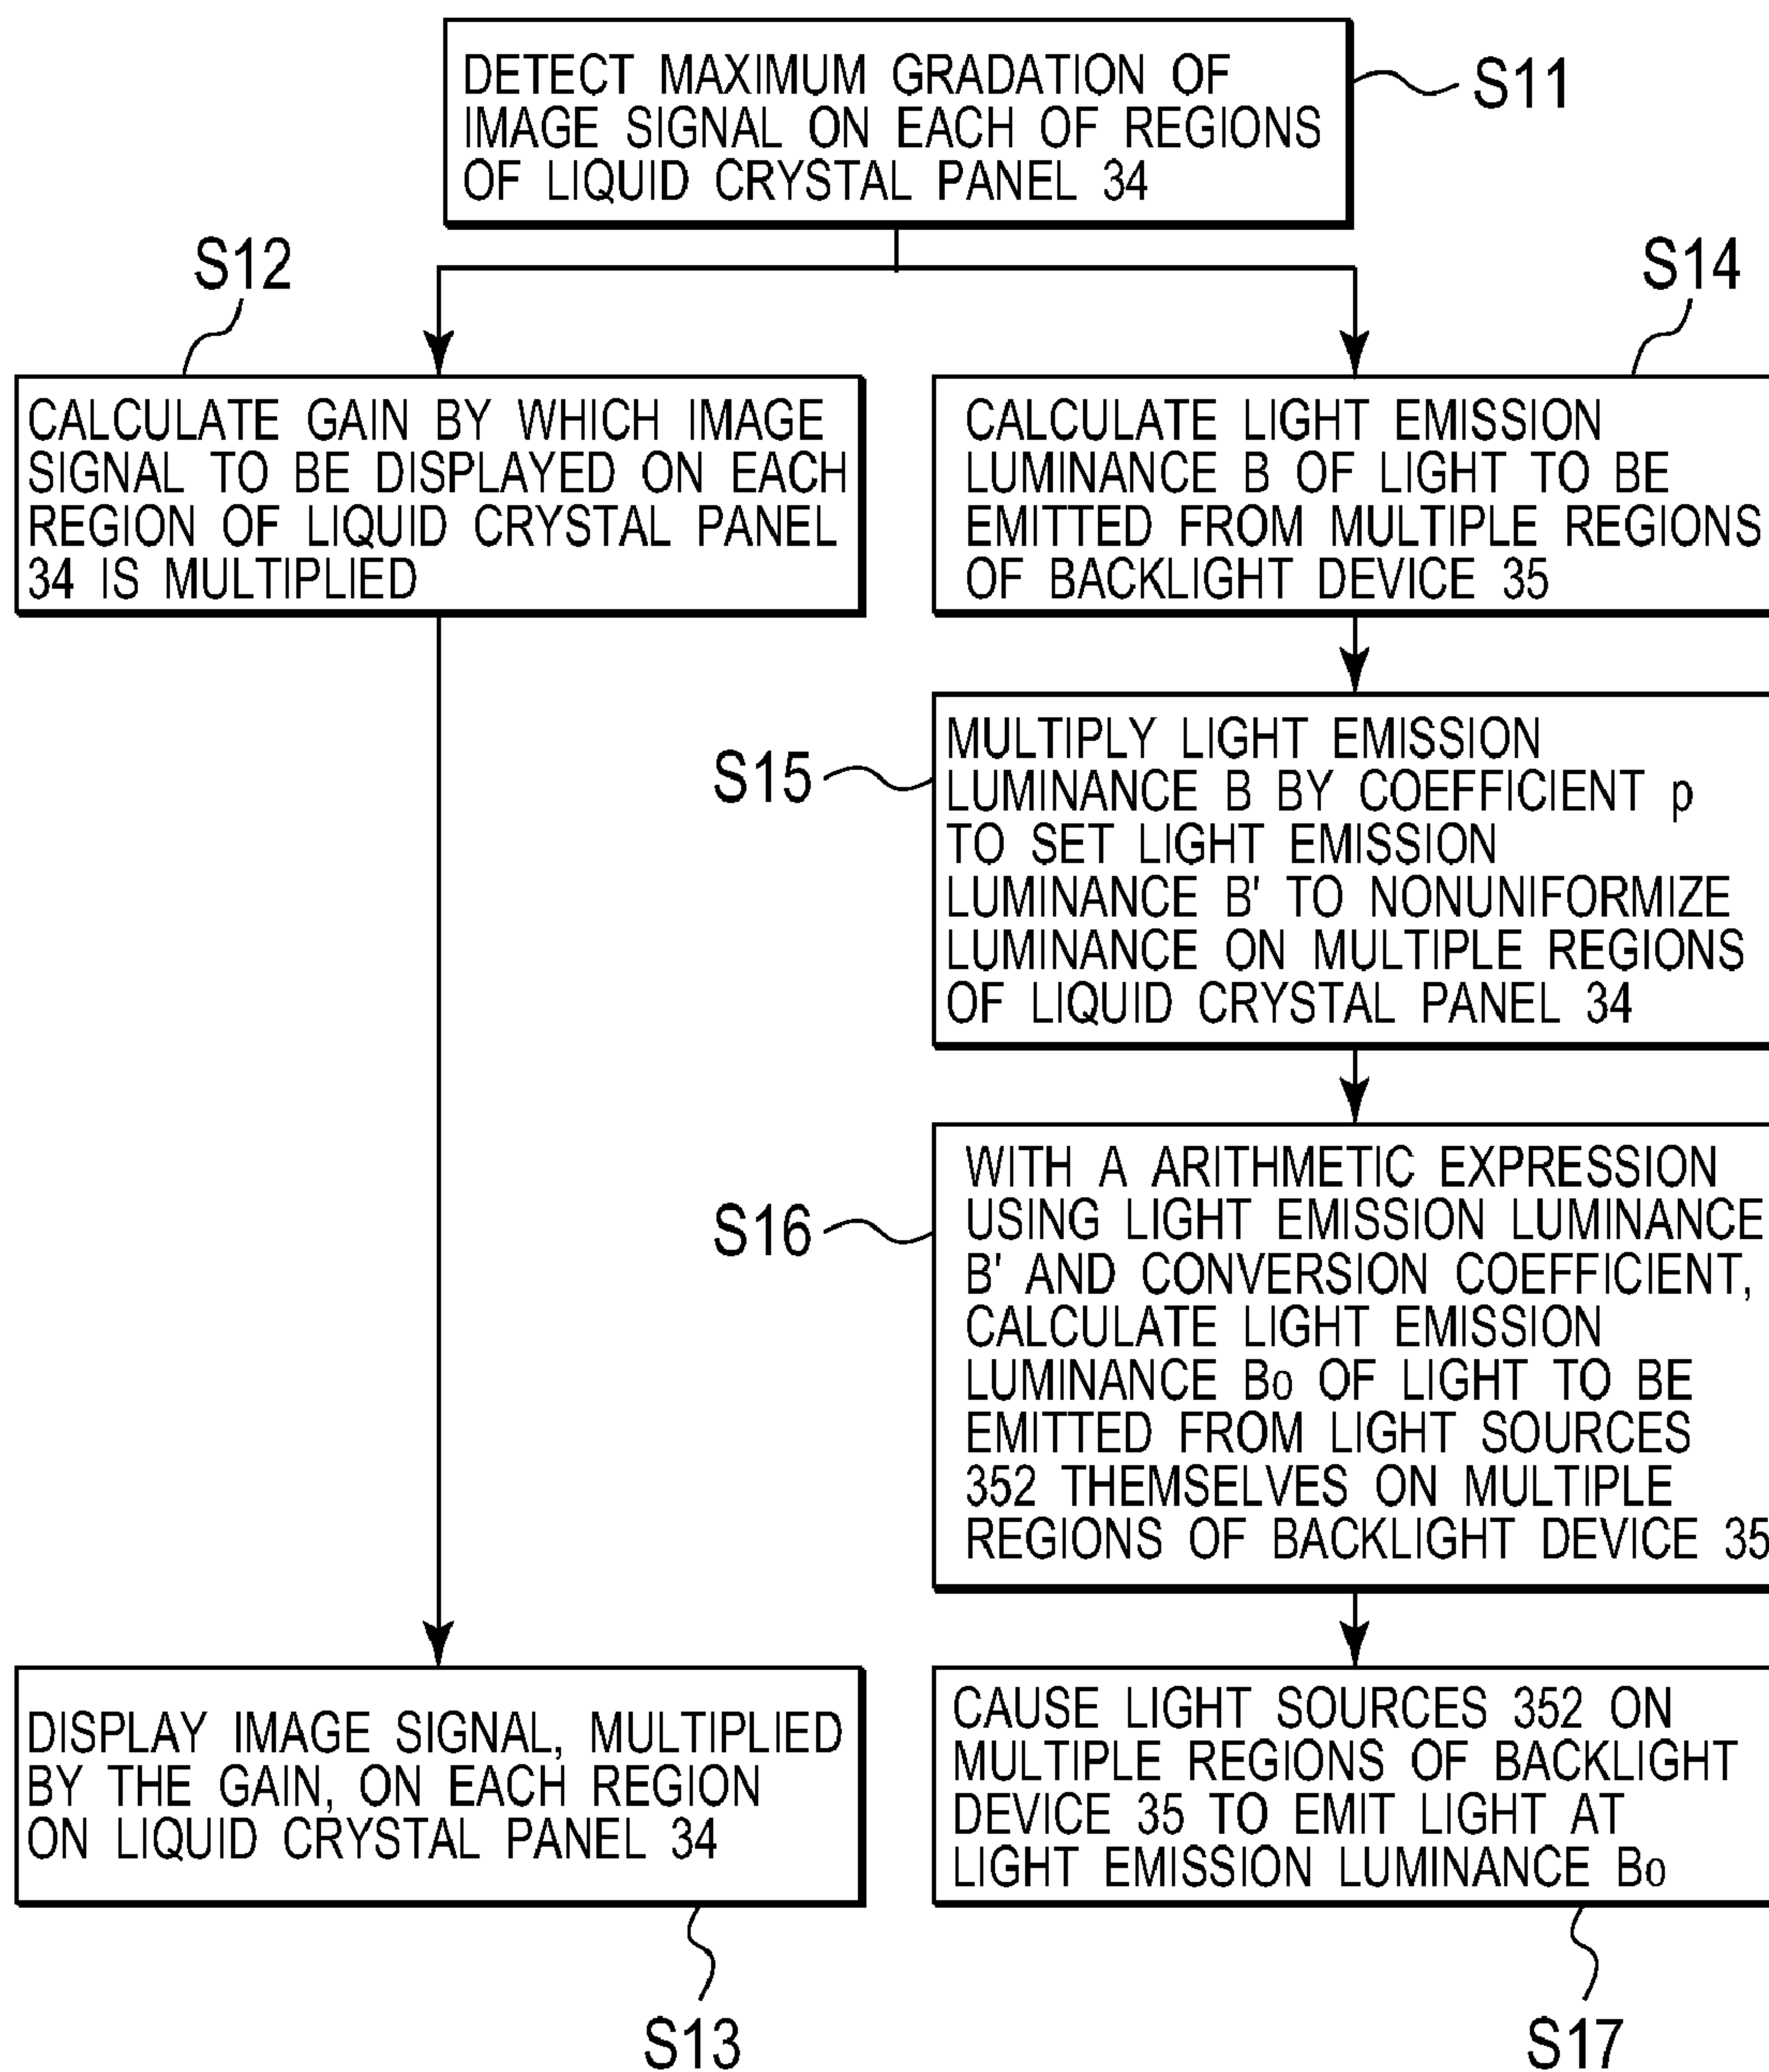 DETECT MAXIMUM GRADATION OF
IMAGE SIGNAL ON EACH OF REGIONS
OF LIQUID CRYSTAL PANEL 34
S11
S12
CALCULATE GAIN BY WHICH IMAGE
SIGNAL TO BE DISPLAYED ON EACH
REGION OF LIQUID CRYSTAL PANEL
34 IS MULTIPLIED
S14
CALCULATE LIGHT EMISSION
LUMINANCE B OF LIGHT TO BE
EMITTED FROM MULTIPLE REGIONS
OF BACKLIGHT DEVICE 35
S15
MULTIPLY LIGHT EMISSION
LUMINANCE B BY COEFFICIENT p
TO SET LIGHT EMISSION
LUMINANCE B' TO NONUNIFORMIZE
LUMINANCE ON MULTIPLE REGIONS
OF LIQUID CRYSTAL PANEL 34
S16
WITH A ARITHMETIC EXPRESSION
USING LIGHT EMISSION LUMINANCE
B' AND CONVERSION COEFFICIENT,
CALCULATE LIGHT EMISSION
LUMINANCE Bo OF LIGHT TO BE
EMITTED FROM LIGHT SOURCES
352 THEMSELVES ON MULTIPLE
REGIONS OF BACKLIGHT DEVICE 35
DISPLAY IMAGE SIGNAL, MULTIPLIED
BY THE GAIN, ON EACH REGION
ON LIQUID CRYSTAL PANEL 34
S13
CAUSE LIGHT SOURCES 352 ON
MULTIPLE REGIONS OF BACKLIGHT
DEVICE 35 TO EMIT LIGHT AT
LIGHT EMISSION LUMINANCE Bo
S17